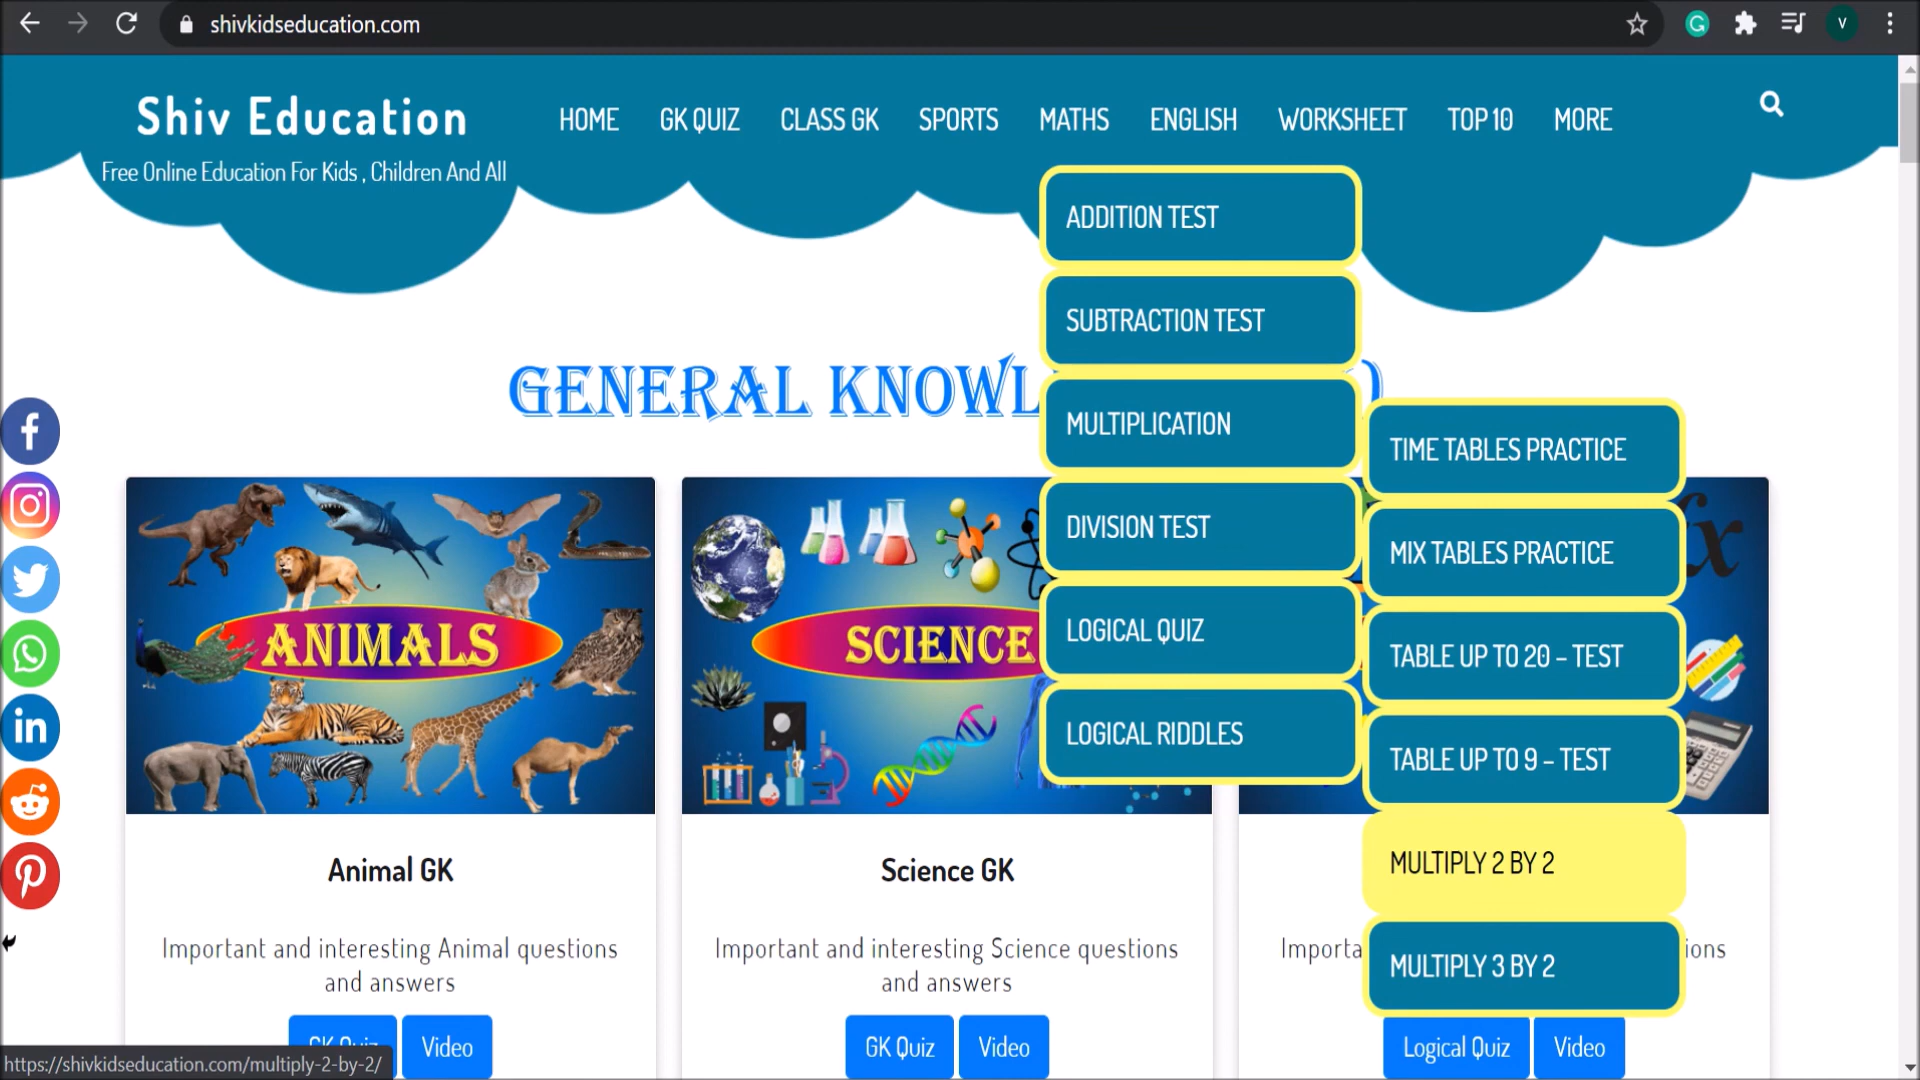 shivkidseducation.com
V
Shiv Education
Free Online Education For Kids , Children And All
HOME
GK QUIZ
CLASS GK
SPORTS
MATHS
ENGLISH
WORKSHEET
TOP 10
MORE
ADDITION TEST
SUBTRACTION TEST
MULTIPLICATION
DIVISION TEST
LOGICAL QUIZ
LOGICAL RIDDLES
TIME TABLES PRACTICE
MIX TABLES PRACTICE
TABLE UP TO 20 – TEST
TABLE UP TO 9 – TEST
MULTIPLY 2 BY 2
MULTIPLY 3 BY 2
GENERAL KNOWL
ANIMALS
SCIENCE
fx
Animal GK
Science GK
Important and interesting Animal questions
and answers
Important and interesting Science questions
and answers
GK Quiz
Video
GK Quiz
Video
Logical Quiz
Video
https://shivkidseducation.com/multiply-2-by-2/